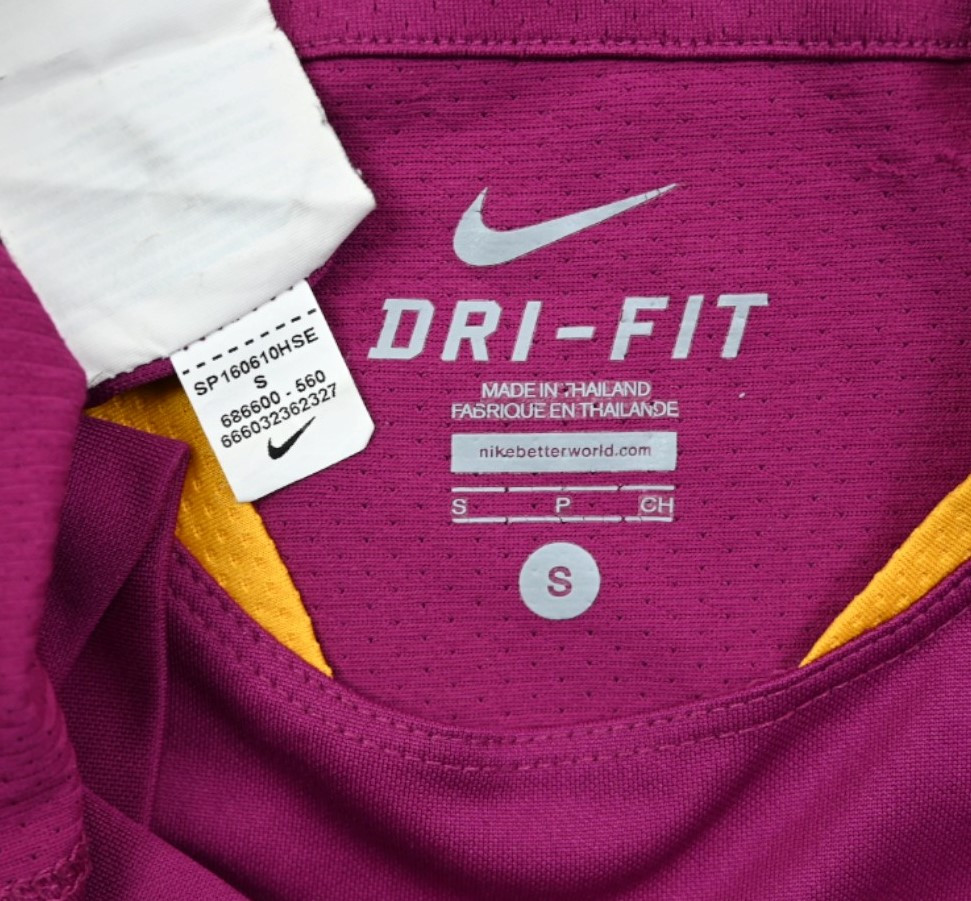 DRI-FIT
MADE IN THAILAND
FABRIQUE EN THAILANDE
nikebetterworld.com
S P CH
S
SP160610HSE
S
686600 - 560
666032362327